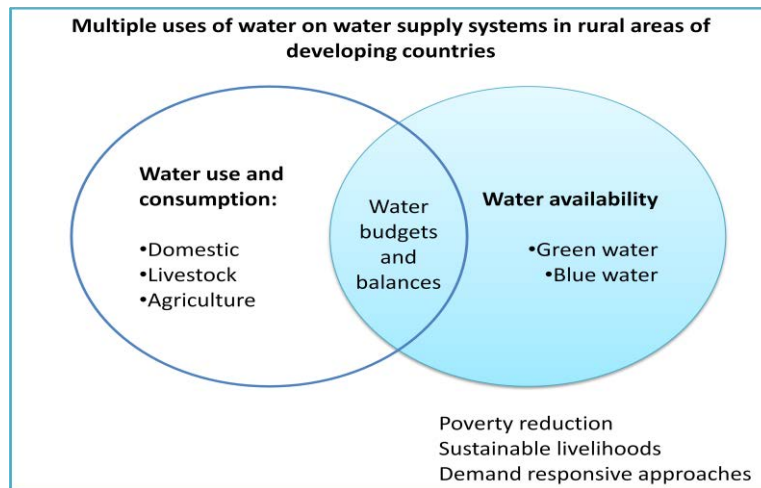 Multiple uses of water on water supply systems in rural areas of
developing countries
Water use and
consumption:
•Domestic
•Livestock
•Agriculture
Water
budgets
and
balances
Water availability
•Green water
•Blue water
Poverty reduction
Sustainable livelihoods
Demand responsive approaches